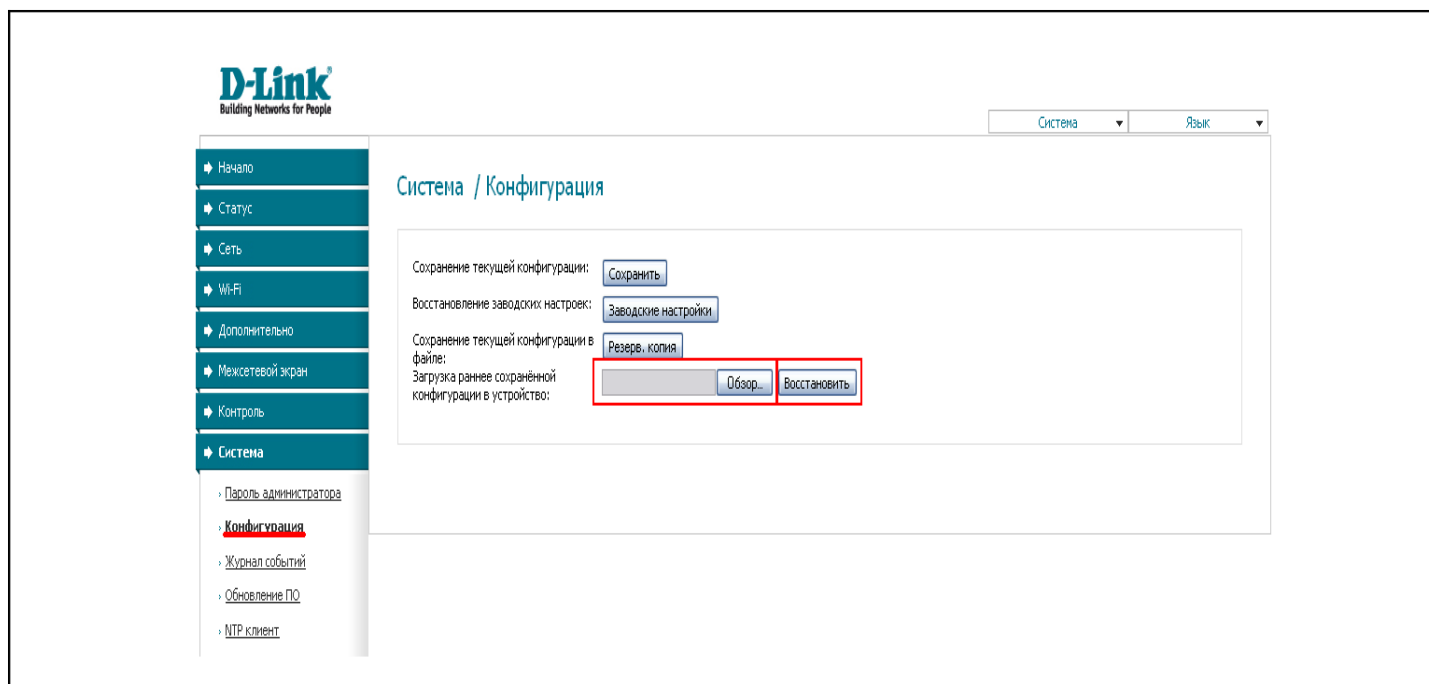 D-Link®
Building Networks for People
Система
Язык
Начало
Статус
Сеть
Wi-Fi
Дополнительно
Межсетевой экран
Контроль
Система
Пароль администратора
Конфигурация
Журнал событий
Обновление ПО
NTP клиент
Система / Конфигурация
Сохранение текущей конфигурации:
Сохранить
Восстановление заводских настроек:
Заводские настройки
Сохранение текущей конфигурации в
файле:
Резерв. копия
Загрузка раннее сохранённой
конфигурации в устройство:
Обзор...
Восстановить